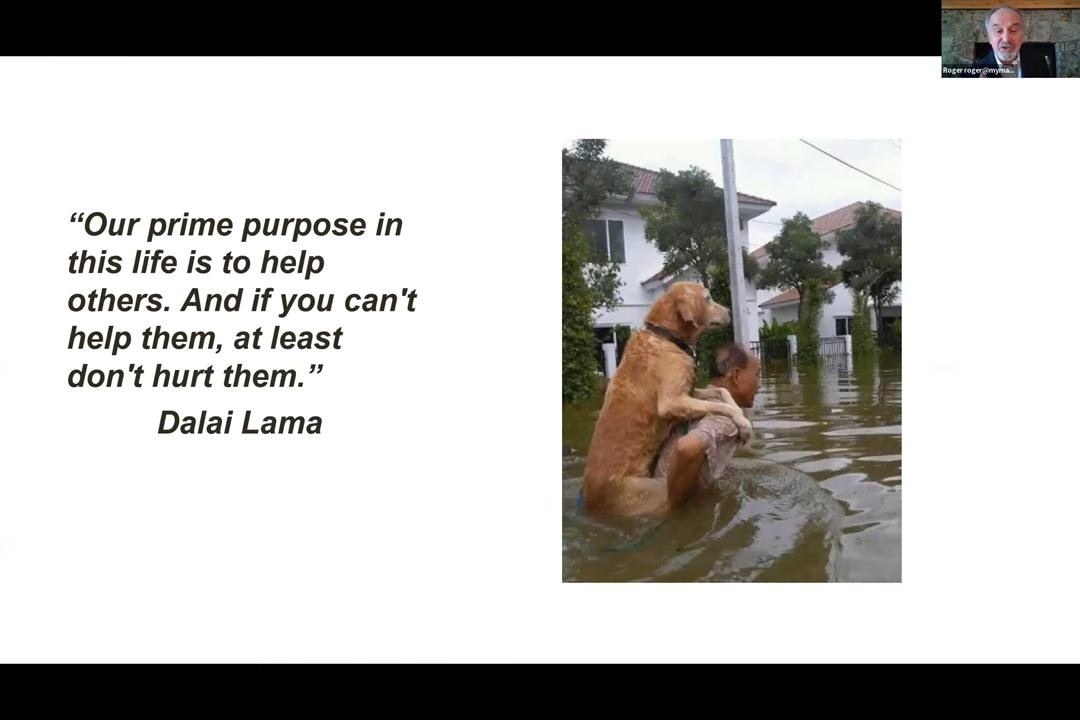 “Our prime purpose in
this life is to help
others. And if you can't
help them, at least
don't hurt them.”
Dalai Lama
Roger roger@myma...